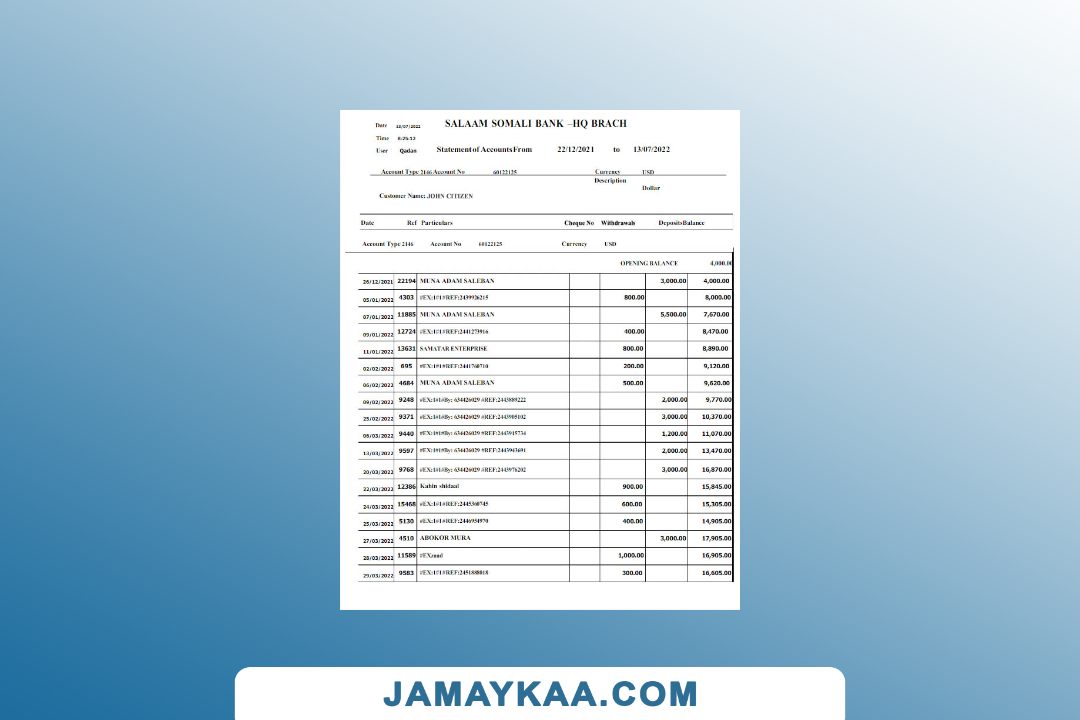 Date 13/07/2022 SALAAM SOMALI BANK –HQ BRACH
Time 8:25:12
User Qadan Statement of AccountsFrom 22/12/2021 to 13/07/2022
Account Type 2146 Account No 60122125 Currency USD
Description
Dollar
Customer Name: JOHN CITIZEN
Date Ref Particulars Cheque No Withdrawals DepositsBalance
Account Type 2146 Account No 60122125 Currency USD
OPENING BALANCE 4,000.00
26/12/2021 22194 MUNA ADAM SALEBAN 3,000.00 4,000.00
05/01/2022 4303 #EX:1#1#REF:2439926215 800.00 8,000.00
07/01/2022 11885 MUNA ADAM SALEBAN 5,500.00 7,670.00
09/01/2022 12724 #EX:1#1#REF:2441273916 400.00 8,470.00
11/01/2022 13631 SAMATAR ENTERPRISE 800.00 8,890.00
02/02/2022 695 #EX:1#1#REF:2441760710 200.00 9,120.00
06/02/2022 4684 MUNA ADAM SALEBAN 500.00 9,620.00
09/02/2022 9248 #EX:1#1#By: 634426029 #REF:2443889222 2,000.00 9,770.00
25/02/2022 9371 #EX:1#1#By: 634426029 #REF:2443905102 3,000.00 10,370.00
06/03/2022 9440 #EX:1#1#By: 634426029 #REF:2443915734 1,200.00 11,070.00
13/03/2022 9597 #EX:1#1#By: 634426029 #REF:2443943691 2,000.00 13,470.00
20/03/2022 9768 #EX:1#1#By: 634426029 #REF:2443976202 3,000.00 16,870.00
22/03/2022 12386 Kabin shidaal 900.00 15,845.00
24/03/2022 15468 #EX:1#1#REF:2445360745 600.00 15,305.00
25/03/2022 5130 #EX:1#1#REF:2446954970 400.00 14,905.00
27/03/2022 4510 ABOKOR MURA 3,000.00 17,905.00
28/03/2022 11589 #EXzaad 1,000.00 16,905.00
29/03/2022 9583 #EX:1#1#REF:2451888018 300.00 16,605.00
JAMAYKAA.COM